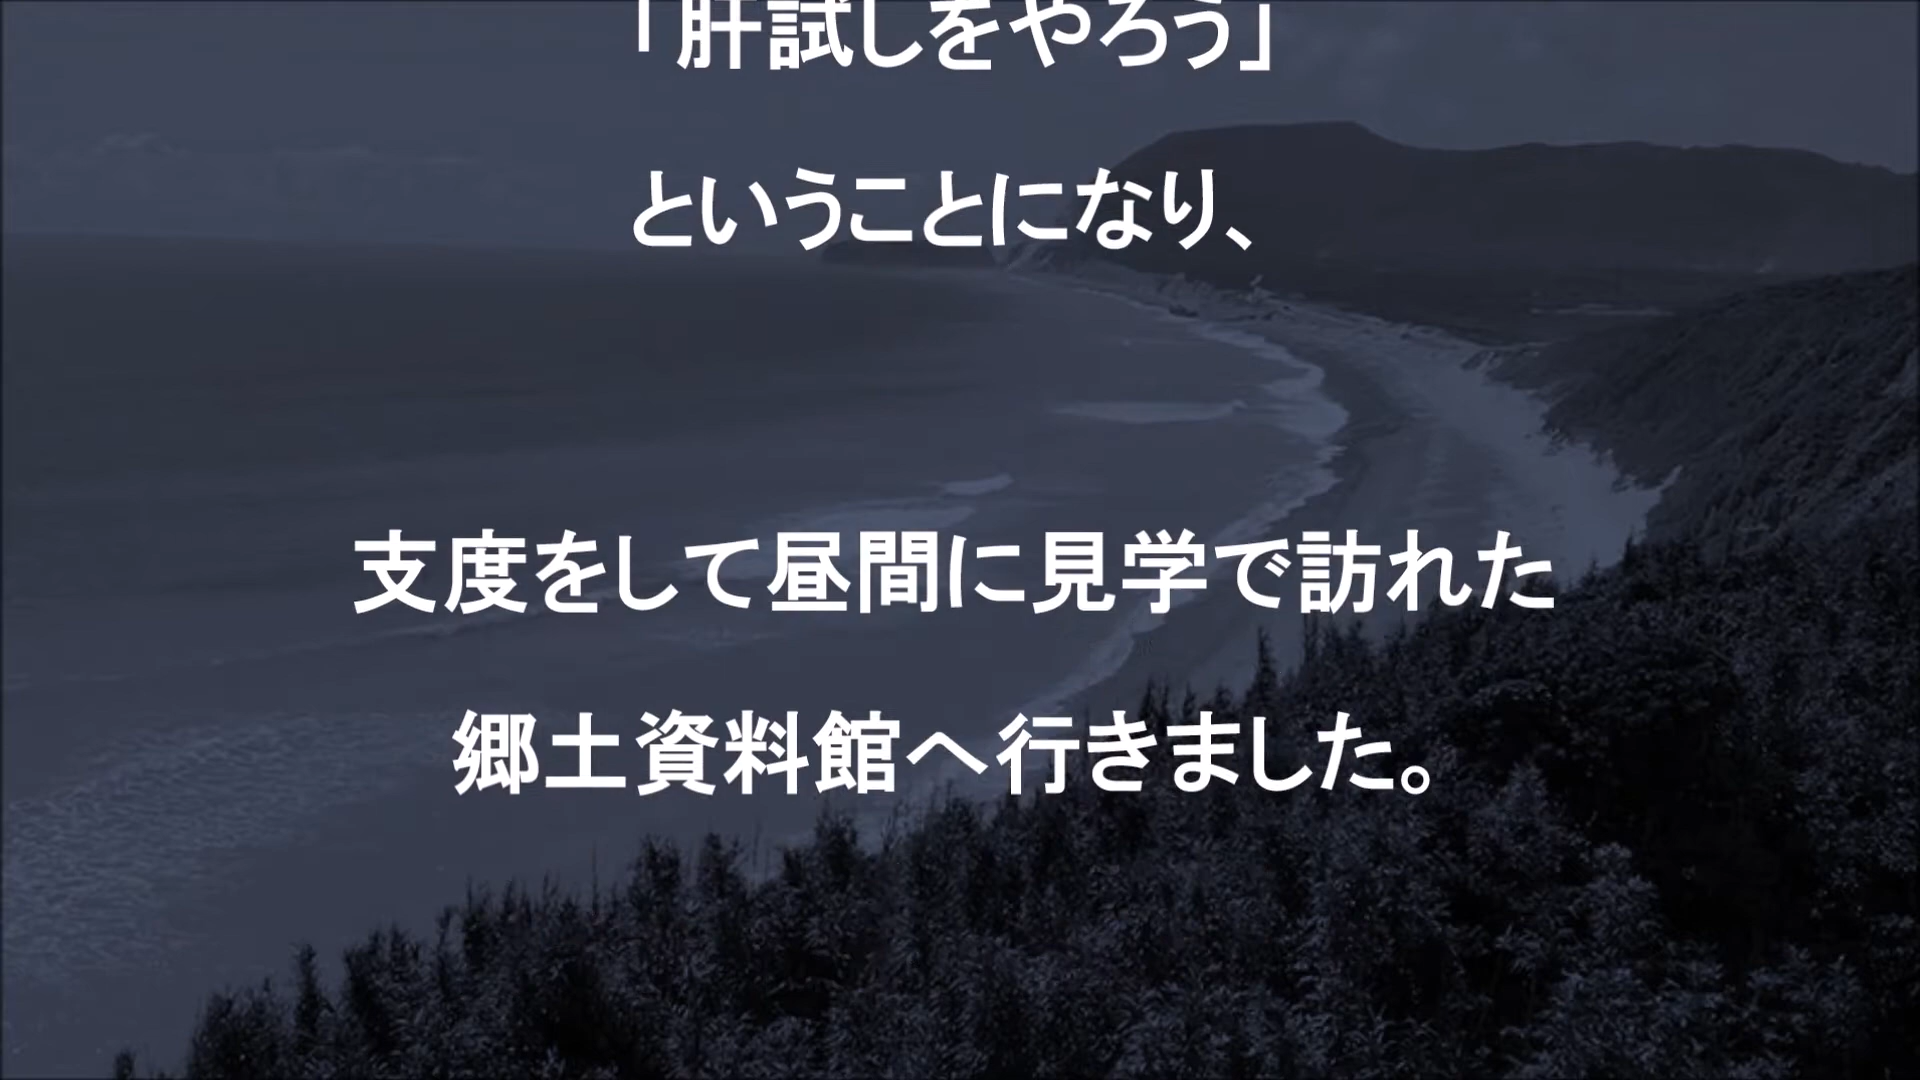 「肝試しをやろう」
ということになり、
支度をして昼間に見学で訪れた
郷土資料館へ行きました。